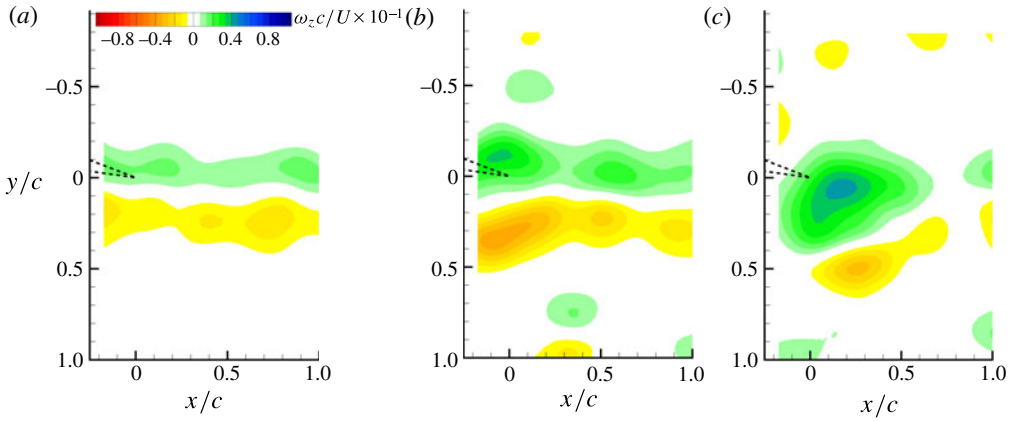 (a) ω_z c/U × 10⁻¹ (b) (c)
−0.8 −0.4 0 0.4 0.8
−0.5 −0.5 −0.5
y/c 0 0 0
0.5 0.5 0.5
1.0 1.0 1.0
0 0.5 1.0 0 0.5 1.0 0 0.5 1.0
x/c x/c x/c